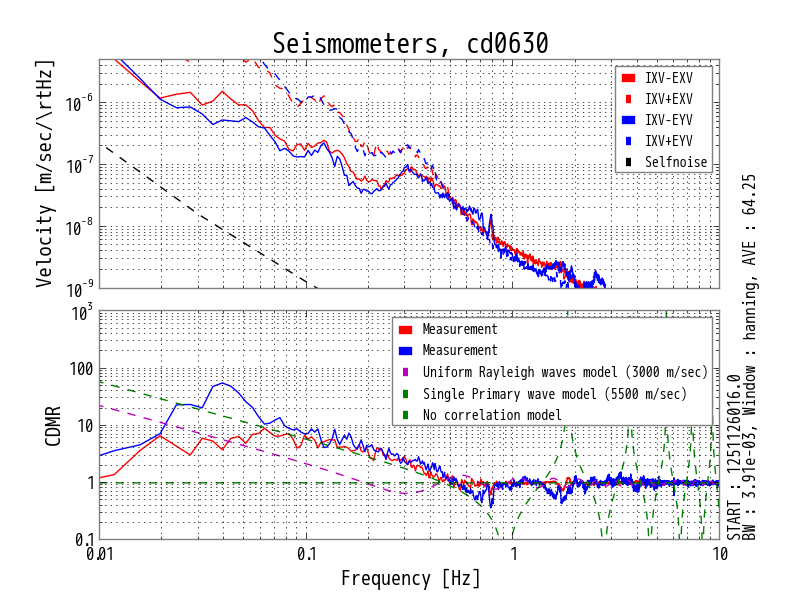 Seismometers, cd0630
Velocity [m/sec/\rtHz]
10^-6
10^-7
10^-8
10^-9
IXV-EXV
IXV+EXV
IXV-EYV
IXV+EYV
Selfnoise
CDMR
10^3
100
10
1
0.1
Measurement
Measurement
Uniform Rayleigh waves model (3000 m/sec)
Single Primary wave model (5500 m/sec)
No correlation model
0.01
0.1
1
10
Frequency [Hz]
START : 1251126016.0
BW : 3.91e-03, Window : hanning, AVE : 64.25